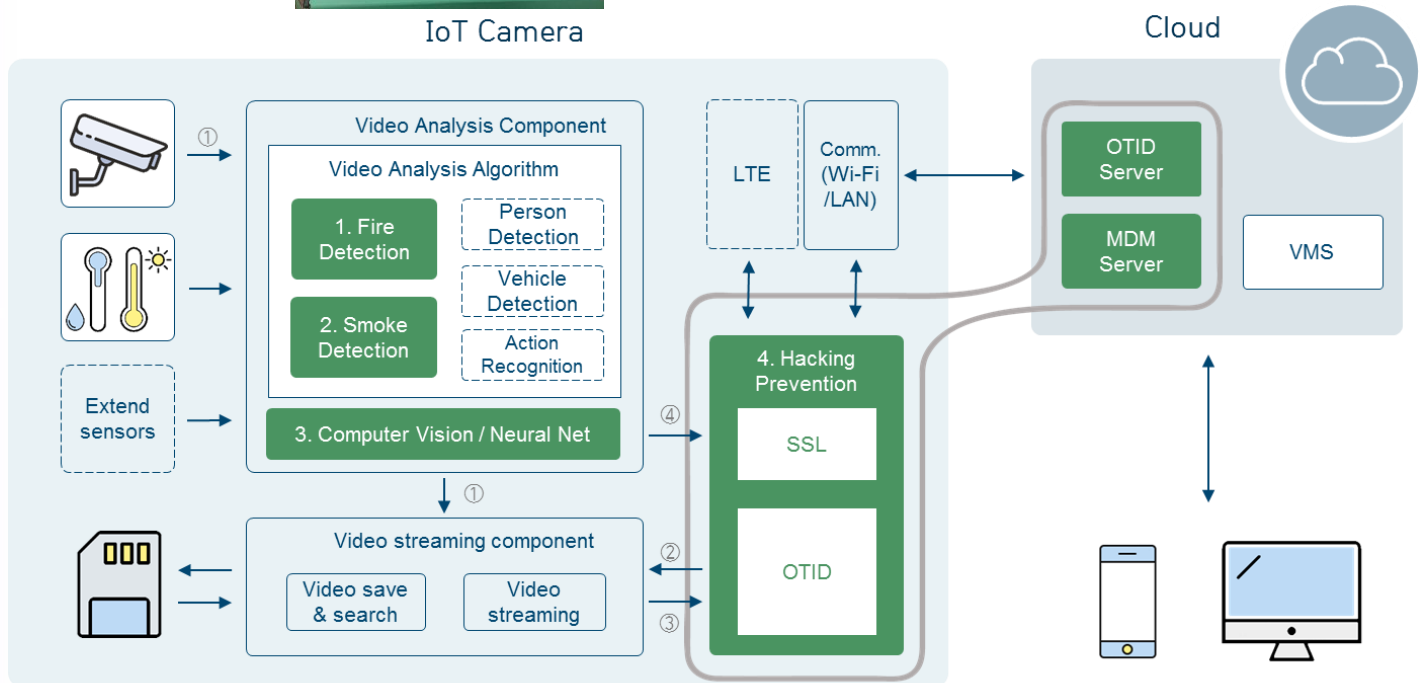 IoT Camera
Cloud
①
Video Analysis Component
Video Analysis Algorithm
1. Fire
Detection
Person
Detection
2. Smoke
Detection
Vehicle
Detection
Action
Recognition
3. Computer Vision / Neural Net
Extend
sensors
LTE
Comm.
(Wi-Fi
/LAN)
OTID
Server
MDM
Server
VMS
4. Hacking
Prevention
SSL
OTID
④
①
Video streaming component
Video save
& search
Video
streaming
②
③